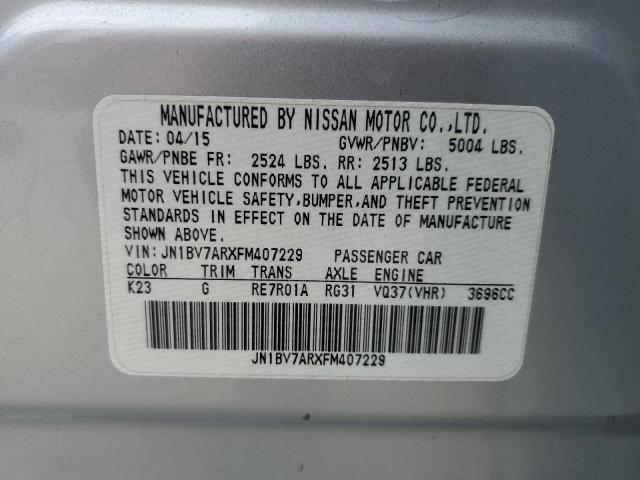 MANUFACTURED BY NISSAN MOTOR CO.,LTD.
DATE: 04/15 GVWR/PNBV: 5004 LBS.
GAWR/PNBE FR: 2524 LBS. RR: 2513 LBS.
THIS VEHICLE CONFORMS TO ALL APPLICABLE FEDERAL
MOTOR VEHICLE SAFETY,BUMPER,AND THEFT PREVENTION
STANDARDS IN EFFECT ON THE DATE OF MANUFACTURE
SHOWN ABOVE.
VIN: JN1BV7ARXFM407229 PASSENGER CAR
COLOR TRIM TRANS AXLE ENGINE
K23 G RE7R01A RG31 VQ37(VHR) 3696CC
JN1BV7ARXFM407229